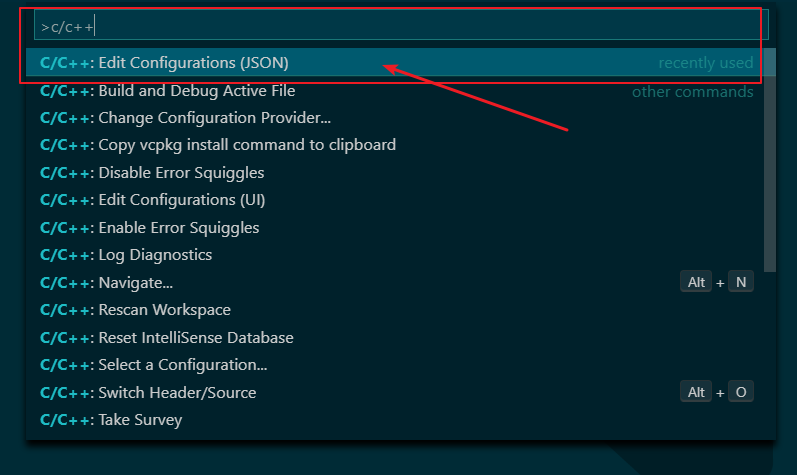 >c/c++
C/C++: Edit Configurations (JSON) recently used
C/C++: Build and Debug Active File other commands
C/C++: Change Configuration Provider...
C/C++: Copy vcpkg install command to clipboard
C/C++: Disable Error Squiggles
C/C++: Edit Configurations (UI)
C/C++: Enable Error Squiggles
C/C++: Log Diagnostics
C/C++: Navigate... Alt + N
C/C++: Rescan Workspace
C/C++: Reset IntelliSense Database
C/C++: Select a Configuration...
C/C++: Switch Header/Source Alt + O
C/C++: Take Survey